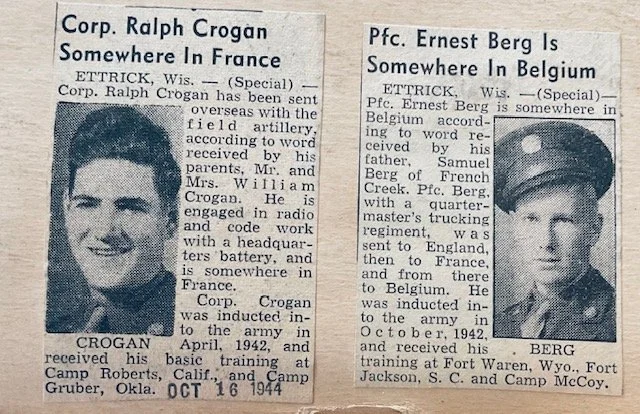 Corp. Ralph Crogan
Somewhere In France
ETTRICK, Wis. — (Special) —
Corp. Ralph Crogan has been sent
overseas with the
field artillery,
according to word
received by his
parents, Mr. and
Mrs. William
Crogan. He is
engaged in radio
and code work
with a headquar-
ters battery, and
is somewhere in
France.
Corp. Crogan
was inducted in-
to the army in
CROGAN
April, 1942, and
received his basic training at
Camp Roberts, Calif., and Camp
Gruber, Okla.
OCT 16 1944
Pfc. Ernest Berg Is
Somewhere In Belgium
ETTRICK, Wis. —(Special)—
Pfc. Ernest Berg is somewhere in
Belgium accord-
ing to word re-
ceived by his
father, Samuel
Berg of French
Creek. Pfc. Berg,
with a quarter-
master's trucking
regiment, was
sent to England,
then to France,
and from there
to Belgium. He
was inducted in-
to the army in
October, 1942,
and received his
BERG
training at Fort Waren, Wyo., Fort
Jackson, S. C. and Camp McCoy.